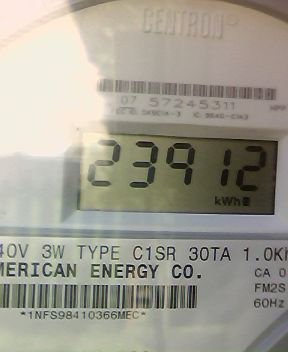 CENTRON®
07 57245311
23912
kWh
40V 3W TYPE C1SR 30TA 1.0Kh
MERICAN ENERGY CO.
CA 0
FM2S
60Hz
*1NFS98410366MEC*